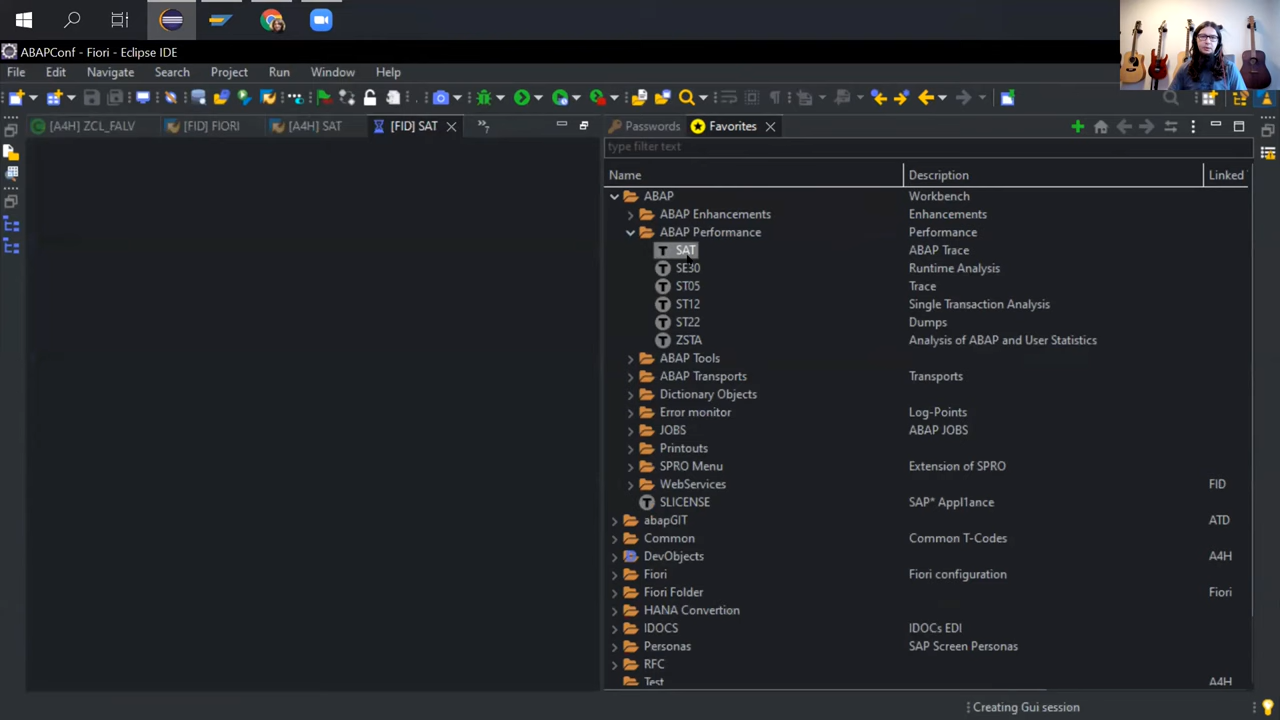 ABAPConf - Fiori - Eclipse IDE
File Edit Navigate Search Project Run Window Help
[A4H] ZCL_FALV [FID] FIORI [A4H] SAT [FID] SAT Passwords Favorites
type filter text
Name Description Linked
ABAP Workbench
ABAP Enhancements Enhancements
ABAP Performance Performance
SAT ABAP Trace
SE30 Runtime Analysis
ST05 Trace
ST12 Single Transaction Analysis
ST22 Dumps
ZSTA Analysis of ABAP and User Statistics
ABAP Tools
ABAP Transports Transports
Dictionary Objects
Error monitor Log-Points
JOBS ABAP JOBS
Printouts
SPRO Menu Extension of SPRO
WebServices FID
SLICENSE SAP* Appl1ance
abapGIT ATD
Common Common T-Codes
DevObjects A4H
Fiori Fiori configuration
Fiori Folder Fiori
HANA Convertion
IDOCS IDOCs EDI
Personas SAP Screen Personas
RFC
Test A4H
Creating Gui session